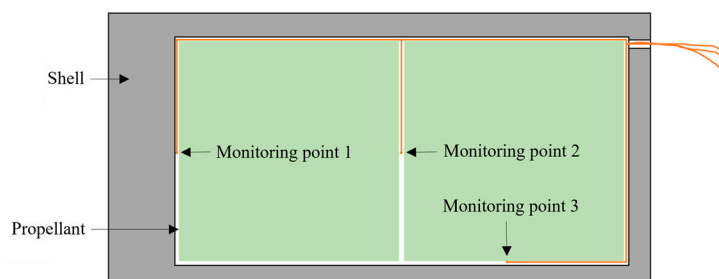 Shell
Monitoring point 1
Monitoring point 2
Monitoring point 3
Propellant